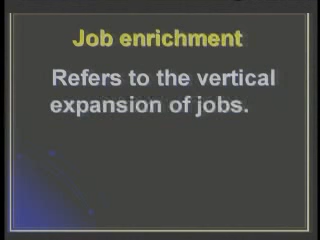 Job enrichment
Refers to the vertical
expansion of jobs.